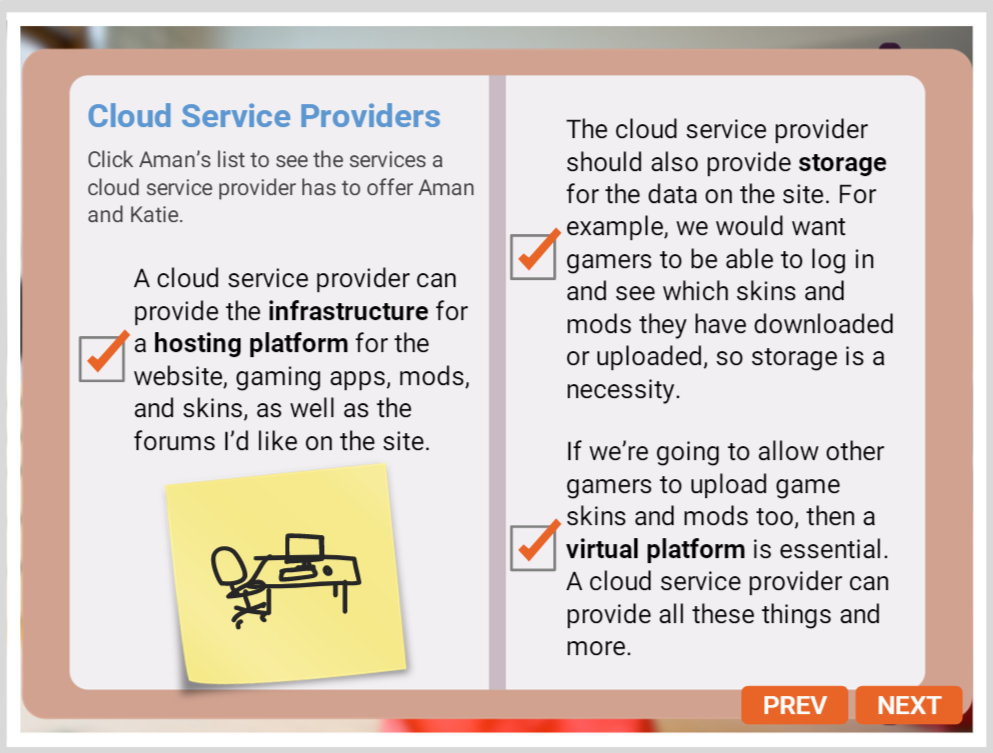 Cloud Service Providers
Click Aman's list to see the services a
cloud service provider has to offer Aman
and Katie.
A cloud service provider can
provide the infrastructure for
a hosting platform for the
website, gaming apps, mods,
and skins, as well as the
forums I'd like on the site.
The cloud service provider
should also provide storage
for the data on the site. For
example, we would want
gamers to be able to log in
and see which skins and
mods they have downloaded
or uploaded, so storage is a
necessity.
If we're going to allow other
gamers to upload game
skins and mods too, then a
virtual platform is essential.
A cloud service provider can
provide all these things and
more.
PREV
NEXT